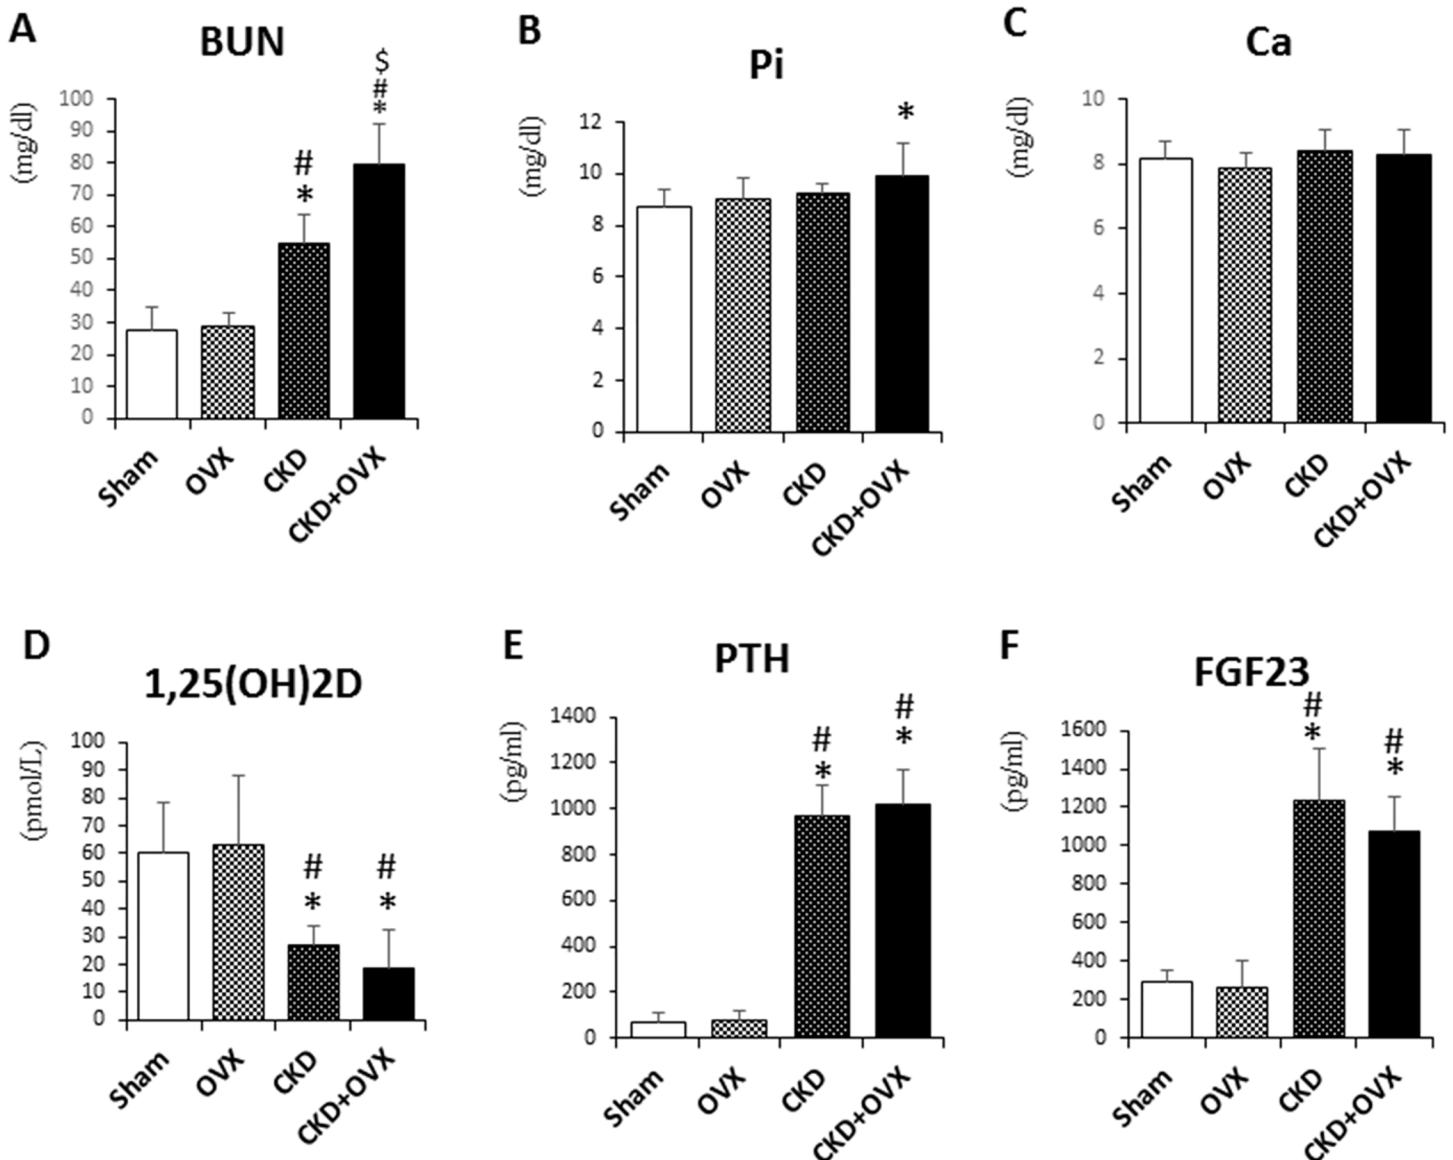 A
BUN
(mg/dl)
100
90
80
70
60
50
40
30
20
10
0
#
*
$
#
*
Sham
OVX
CKD
CKD+OVX
B
Pi
(mg/dl)
12
10
8
6
4
2
0
*
Sham
OVX
CKD
CKD+OVX
C
Ca
(mg/dl)
10
8
6
4
2
0
Sham
OVX
CKD
CKD+OVX
D
1,25(OH)2D
(pmol/L)
100
90
80
70
60
50
40
30
20
10
0
#
*
#
*
Sham
OVX
CKD
CKD+OVX
E
PTH
(pg/ml)
1400
1200
1000
800
600
400
200
0
#
*
#
*
Sham
OVX
CKD
CKD+OVX
F
FGF23
(pg/ml)
1600
1400
1200
1000
800
600
400
200
0
#
*
#
*
Sham
OVX
CKD
CKD+OVX